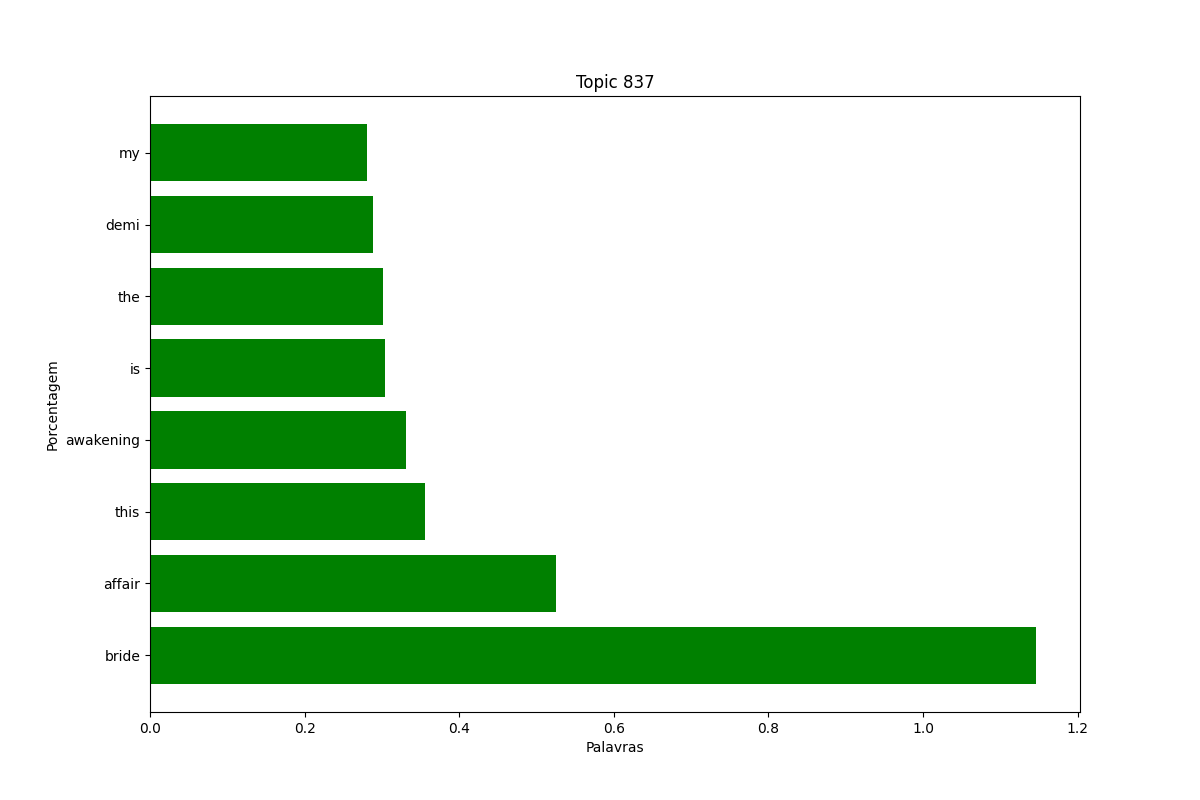 Topic 837
my
demi
the
is
awakening
this
affair
bride
Porcentagem
0.0 0.2 0.4 0.6 0.8 1.0 1.2
Palavras